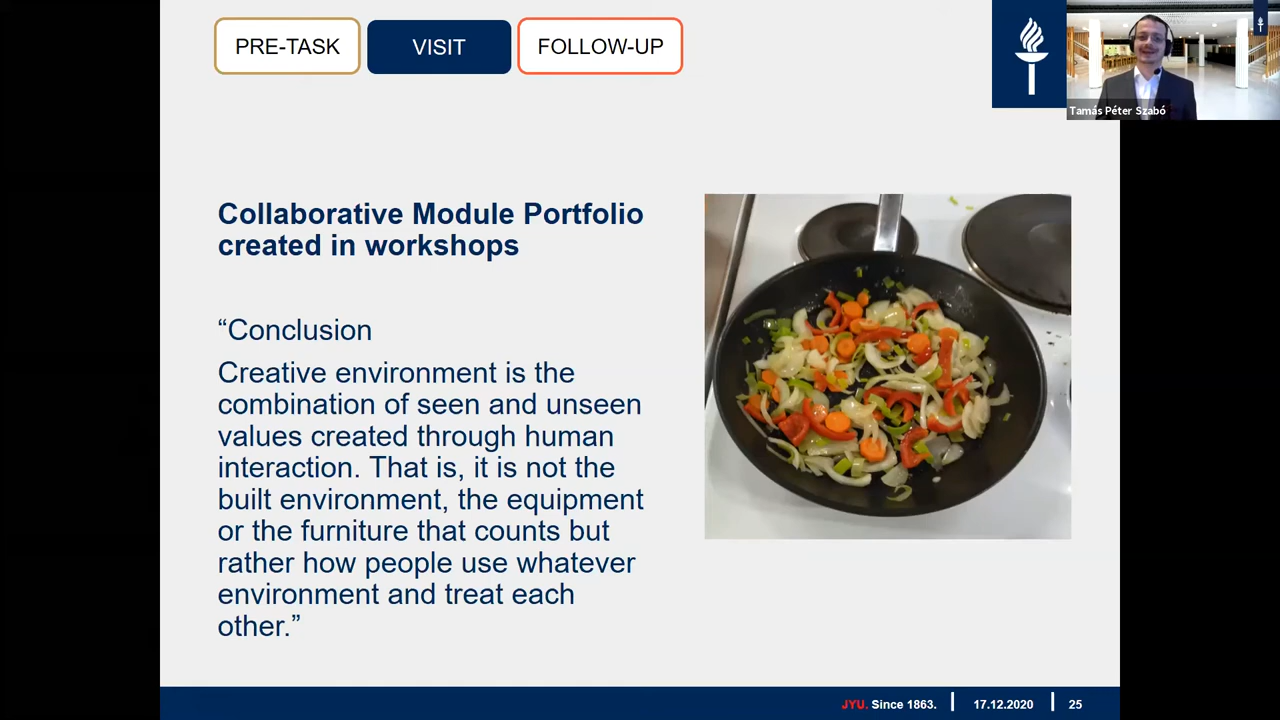 PRE-TASK
VISIT
FOLLOW-UP
Tamás Péter Szabó
Collaborative Module Portfolio
created in workshops
“Conclusion
Creative environment is the
combination of seen and unseen
values created through human
interaction. That is, it is not the
built environment, the equipment
or the furniture that counts but
rather how people use whatever
environment and treat each
other.”
JYU. Since 1863.
17.12.2020
25